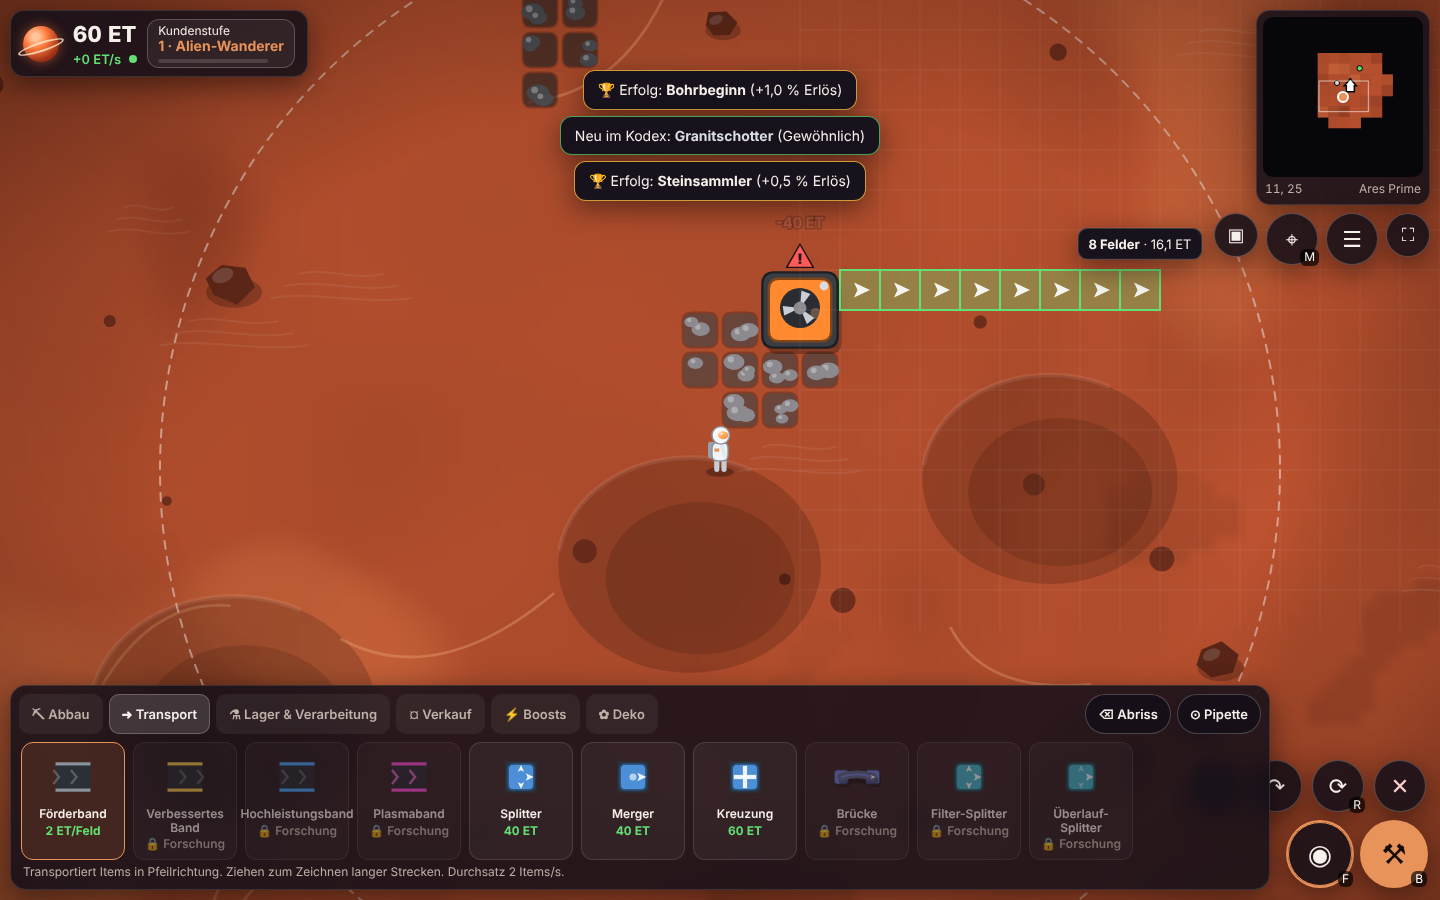 60 ET
+0 ET/s
Kundenstufe
1 · Alien-Wanderer
🏆 Erfolg: Bohrbeginn (+1,0 % Erlös)
Neu im Kodex: Granitschotter (Gewöhnlich)
🏆 Erfolg: Steinsammler (+0,5 % Erlös)
-40 ET
11, 25
Ares Prime
8 Felder · 16,1 ET
M
Abbau
Transport
Lager & Verarbeitung
Verkauf
Boosts
Deko
Abriss
Pipette
Förderband
2 ET/Feld
Verbessertes
Band
Forschung
Hochleistungsband
Forschung
Plasmaband
Forschung
Splitter
40 ET
Merger
40 ET
Kreuzung
60 ET
Brücke
Forschung
Filter-Splitter
Forschung
Überlauf-
Splitter
Forschung
Transportiert Items in Pfeilrichtung. Ziehen zum Zeichnen langer Strecken. Durchsatz 2 Items/s.
R
F
B